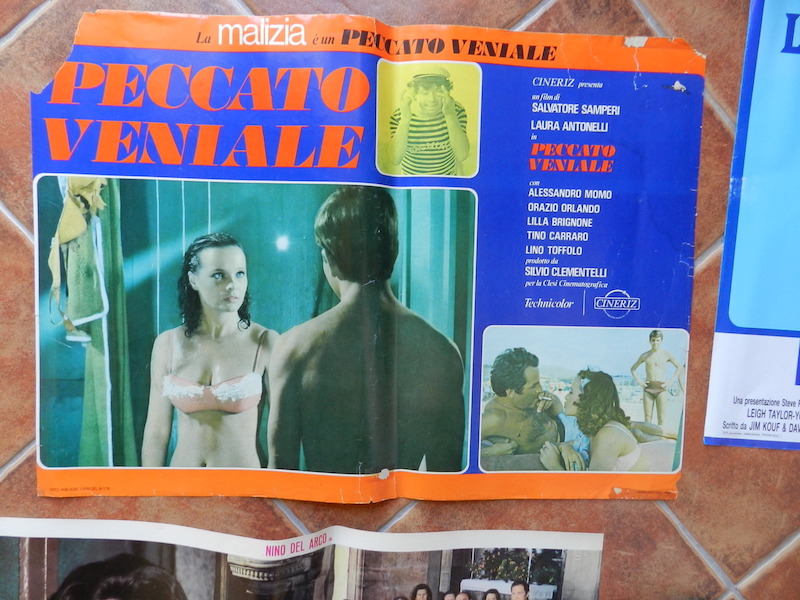 La malizia è un PECCATO VENIALE
PECCATO
VENIALE
CINERIZ presenta
un film di
SALVATORE SAMPERI
LAURA ANTONELLI
in
PECCATO
VENIALE
con
ALESSANDRO MOMO
ORAZIO ORLANDO
LILLA BRIGNONE
TINO CARRARO
LINO TOFFOLO
prodotto da
SILVIO CLEMENTELLI
per la Clesi Cinematografica
Technicolor
CINERIZ
Una presentazione Steve
LEIGH TAYLOR-YO
Scritto da JIM KOUF & DAV
NINO DEL ARCO